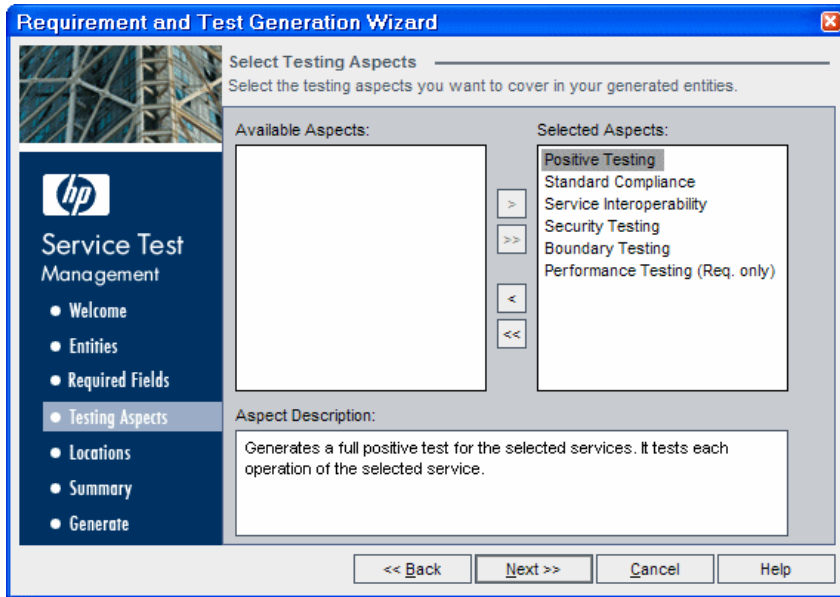 Requirement and Test Generation Wizard
Select Testing Aspects
Select the testing aspects you want to cover in your generated entities.
hp
Service Test
Management
Welcome
Entities
Required Fields
Testing Aspects
Locations
Summary
Generate
Available Aspects:
>
>>
<
<<
Selected Aspects:
Positive Testing
Standard Compliance
Service Interoperability
Security Testing
Boundary Testing
Performance Testing (Req. only)
Aspect Description:
Generates a full positive test for the selected services. It tests each
operation of the selected service.
<< Back
Next >>
Cancel
Help